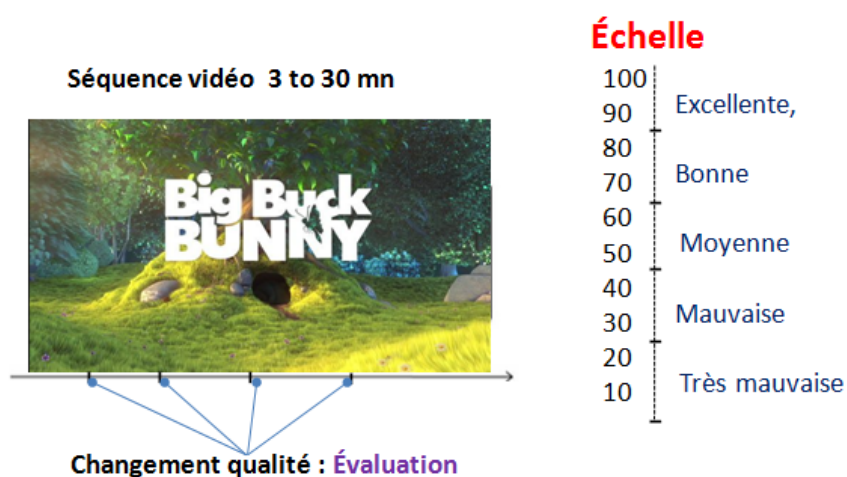 Séquence vidéo 3 to 30 mn
Big Buck
BUNNY
Changement qualité : Évaluation
Échelle
100
90
Excellente,
80
70
Bonne
60
50
Moyenne
40
30
Mauvaise
20
10
Très mauvaise